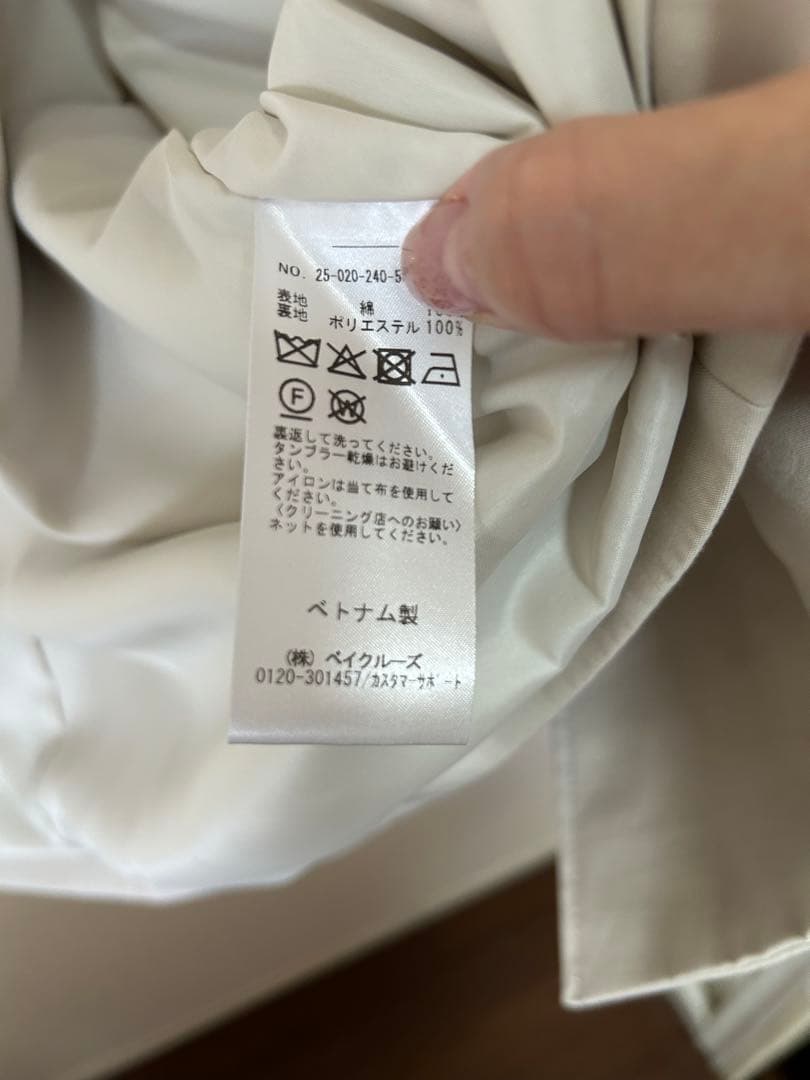 NO. 25-020-240-5
表地 綿
裏地 ポリエステル 100%
F
W
裏返して洗ってください。
タンブラー乾燥はお避けくだ
さい。
アイロンは当て布を使用して
ください。
〈クリーニング店へのお願い〉
ネットを使用してください。
ベトナム製
(株) ベイクルーズ
0120-301457/カスタマーサポート